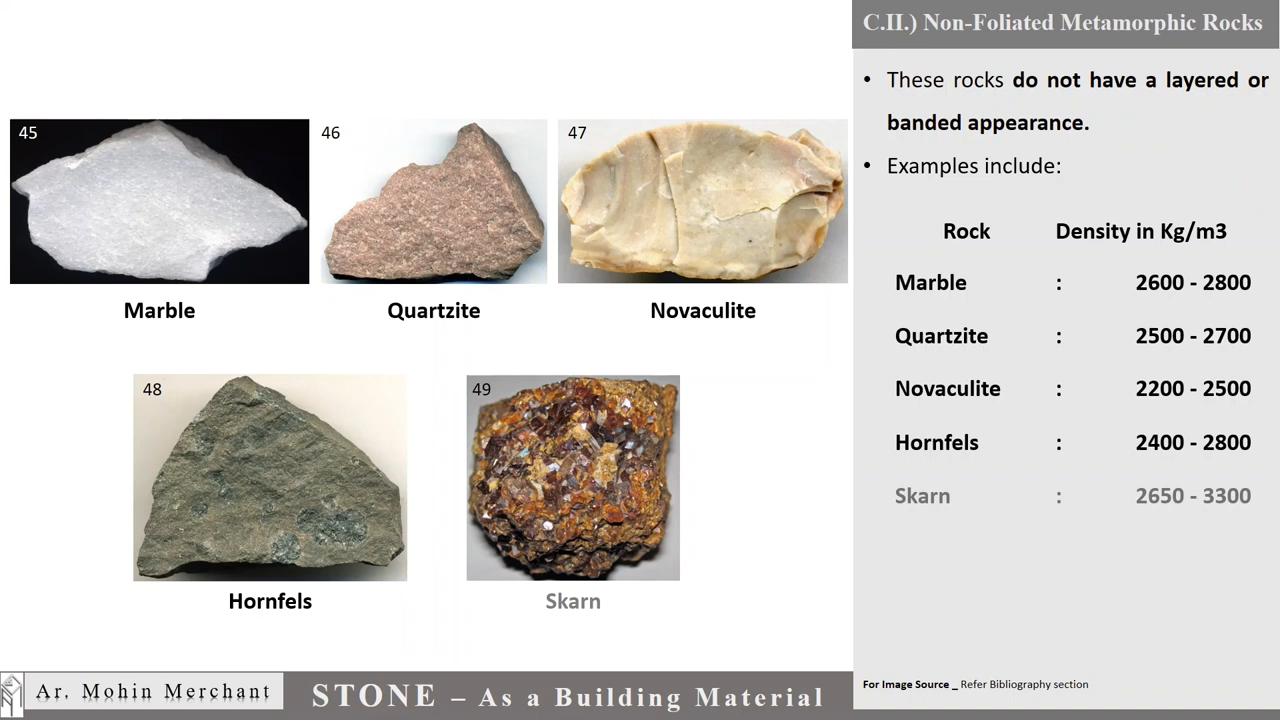 C.II.) Non-Foliated Metamorphic Rocks
• These rocks do not have a layered or
banded appearance.
• Examples include:
Rock Density in Kg/m3
Marble : 2600 - 2800
Quartzite : 2500 - 2700
Novaculite : 2200 - 2500
Hornfels : 2400 - 2800
Skarn : 2650 - 3300
45
46
47
Marble
Quartzite
Novaculite
48
49
Hornfels
Skarn
Ar. Mohin Merchant
STONE – As a Building Material
For Image Source _ Refer Bibliography section